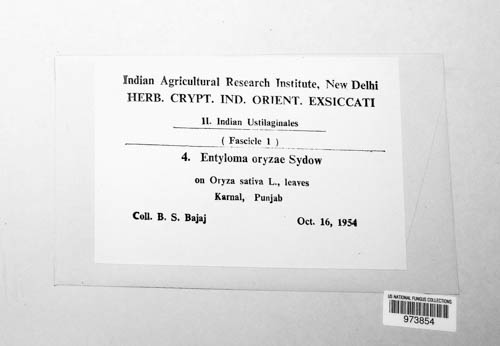 Indian Agricultural Research Institute, New Delhi
HERB. CRYPT. IND. ORIENT. EXSICCATI
II. Indian Ustilaginales
( Fascicle 1 )
4. Entyloma oryzae Sydow
on Oryza sativa L., leaves
Karnal, Punjab
Coll. B. S. Bajaj Oct. 16, 1954
US NATIONAL FUNGUS COLLECTIONS
973854